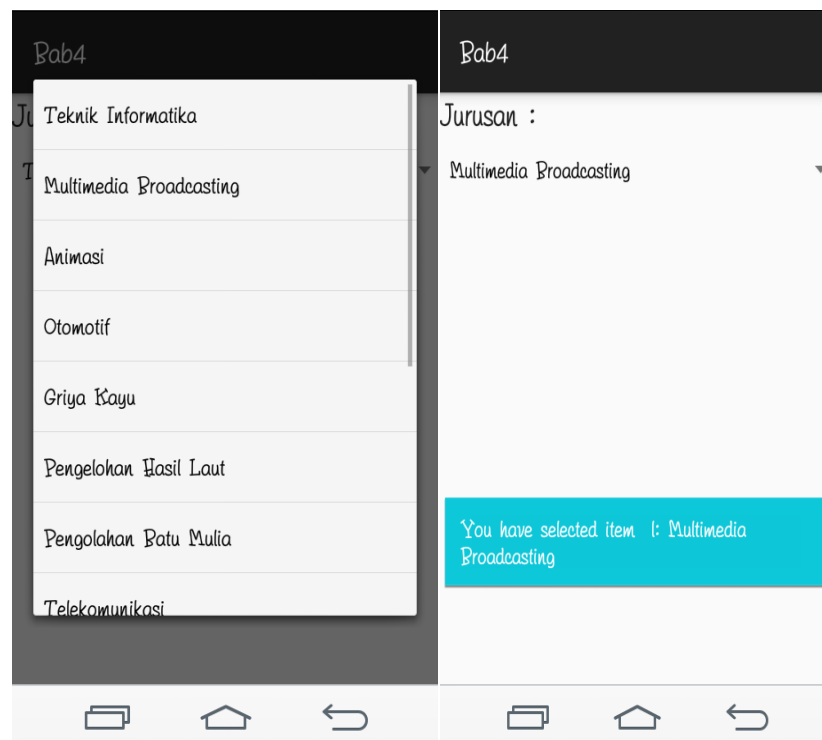 Bab4
Ju
Teknik Informatika
T
Multimedia Broadcasting
Animasi
Otomotif
Griya Kayu
Pengelohan Hasil Laut
Pengolahan Batu Mulia
Telekomunikasi
Bab4
Jurusan :
Multimedia Broadcasting
You have selected item 1: Multimedia
Broadcasting